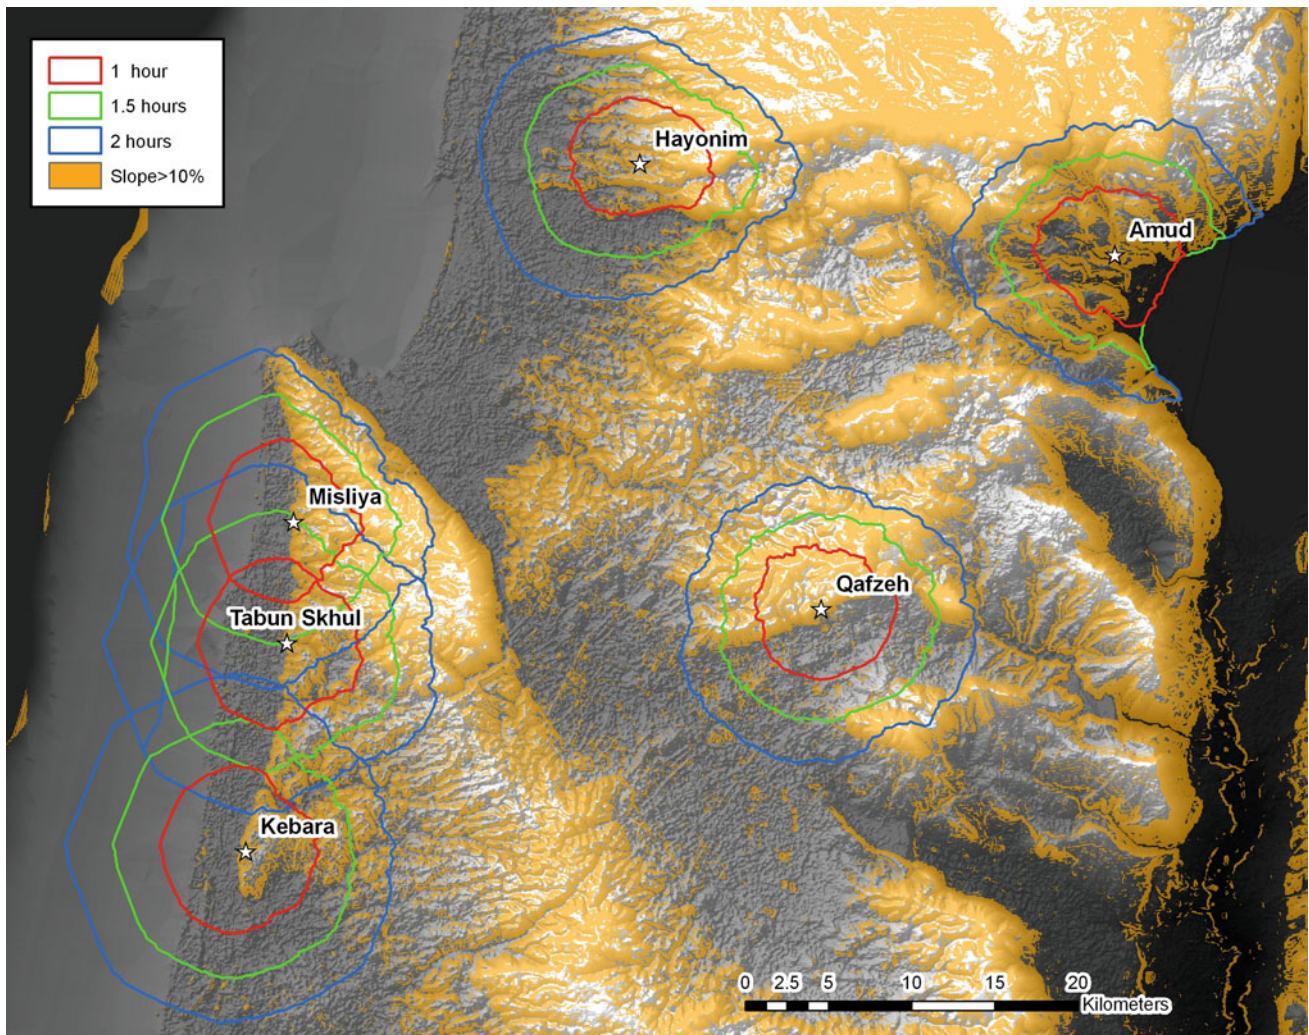 1 hour
1.5 hours
2 hours
Slope>10%
Hayonim
Amud
Misliya
Qafzeh
Tabun Skhul
Kebara
0 2.5 5 10 15 20
Kilometers